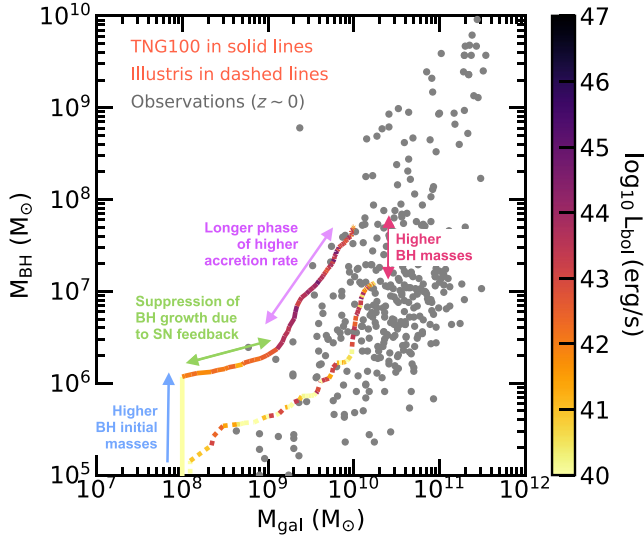 TNG100 in solid lines
Illustris in dashed lines
Observations (z ~ 0)
Longer phase
of higher
accretion rate
Higher
BH masses
Suppression of
BH growth due
to SN feedback
Higher
BH initial
masses
10^10
10^9
10^8
10^7
10^6
10^5
M_BH (M_⊙)
10^7 10^8 10^9 10^10 10^11 10^12
M_gal (M_⊙)
47
46
45
44
43
42
41
40
log_10 L_bol (erg/s)